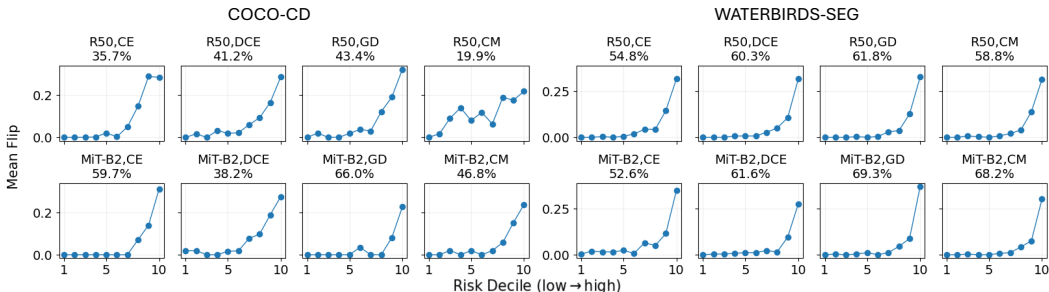 COCO-CD
WATERBIRDS-SEG
R50,CE
35.7%
R50,DCE
41.2%
R50,GD
43.4%
R50,CM
19.9%
R50,CE
54.8%
R50,DCE
60.3%
R50,GD
61.8%
R50,CM
58.8%
0.2
0.0
0.25
0.00
Mean Flip
MiT-B2,CE
59.7%
MiT-B2,DCE
38.2%
MiT-B2,GD
66.0%
MiT-B2,CM
46.8%
MiT-B2,CE
52.6%
MiT-B2,DCE
61.6%
MiT-B2,GD
69.3%
MiT-B2,CM
68.2%
0.2
0.0
0.25
0.00
1 5 10 1 5 10 1 5 10 1 5 10 1 5 10 1 5 10 1 5 10 1 5 10
Risk Decile (low→high)